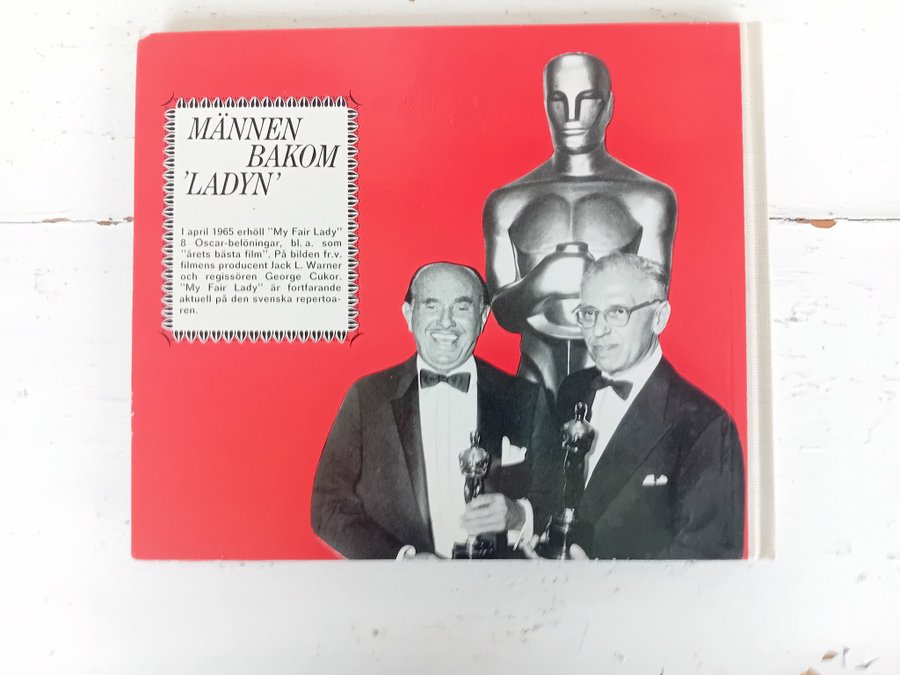 MÄNNEN
BAKOM
'LADYN'
I april 1965 erhöll "My Fair Lady"
8 Oscar-belöningar, bl. a. som
"årets bästa film". På bilden fr.v.
filmens producent Jack L. Warner
och regissören George Cukor.
"My Fair Lady" är fortfarande
aktuell på den svenska repertoa-
ren.